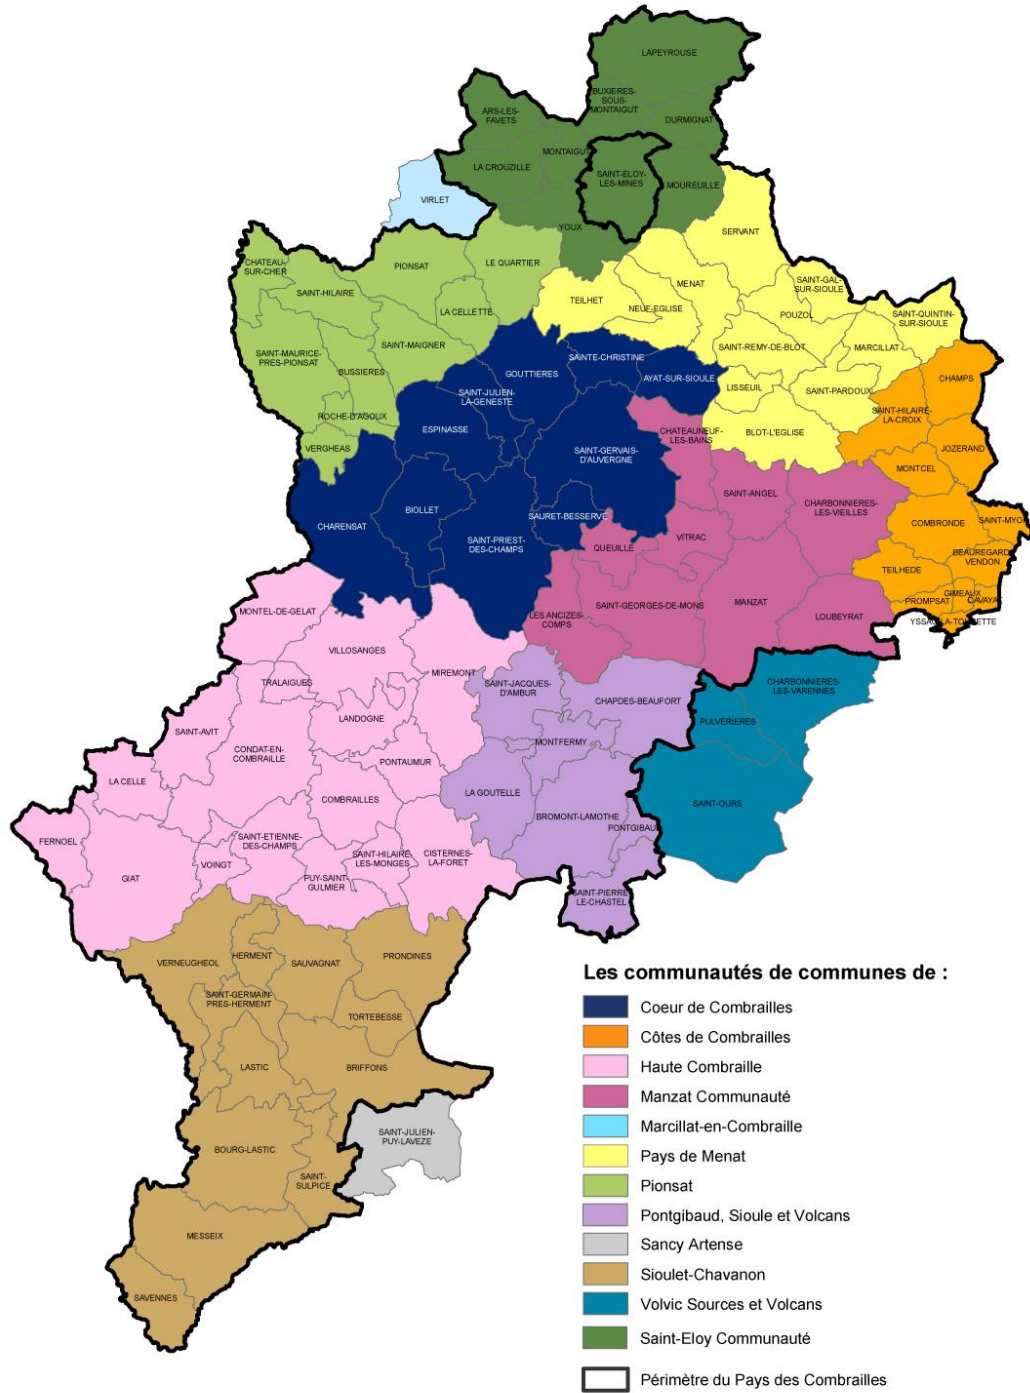 LAPEYROUSE
BUXIERES-
SOUS-
MONTAIGUT
ARS-LES-
FAVETS
DURMIGNAT
MONTAIGUT
LA CROUZILLE
SAINT-ELOY-
LES-MINES
MOUREUILLE
VIRLET
YOUX
SERVANT
CHATEAU-
SUR-CHER
PIONSAT
LE QUARTIER
SAINT-HILAIRE
MENAT
SAINT-GAL-
SUR-SIOULE
TEILHET
NEUF-EGLISE
POUZOL
SAINT-QUINTIN-
SUR-SIOULE
LA CELLETTE
SAINT-MAIGNER
SAINT-REMY-DE-BLOT
MARCILLAT
SAINT-MAURICE-
PRES-PIONSAT
BUSSIERES
GOUTTIERES
SAINTE-CHRISTINE
AYAT-SUR-SIOULE
LISSEUIL
SAINT-PARDOUX
CHAMPS
SAINT-JULIEN-
LA-GENESTE
ROCHE-D'AGOUX
SAINT-HILAIRE-
LA-CROIX
ESPINASSE
CHATEAUNEUF-
LES-BAINS
BLOT-L'EGLISE
VERGHEAS
JOZERAND
SAINT-GERVAIS-
D'AUVERGNE
MONTCEL
SAINT-ANGEL
CHARBONNIERES-
LES-VIEILLES
BIOLLET
CHARENSAT
SAURET-BESSERVE
COMBRONDE
SAINT-MYON
SAINT-PRIEST-
DES-CHAMPS
VITRAC
QUEUILLE
BEAUREGARD-
VENDON
TEILHEDE
GIMEAUX
DAVAYAT
PROMPSAT
MONTEL-DE-GELAT
LES ANCIZES-
COMPS
SAINT-GEORGES-DE-MONS
MANZAT
LOUBEYRAT
YSSAC-LA-TOURETTE
VILLOSANGES
MIREMONT
TRALAIGUES
SAINT-JACQUES-
D'AMBUR
CHARBONNIERES-
LES-VARENNES
CHAPDES-BEAUFORT
LANDOGNE
PULVERIERES
SAINT-AVIT
CONDAT-EN-
COMBRAILLE
MONTFERMY
PONTAUMUR
LA CELLE
LA GOUTELLE
COMBRAILLES
SAINT-OURS
BROMONT-LAMOTHE
PONTGIBAUD
FERNOEL
SAINT-ETIENNE-
DES-CHAMPS
SAINT-HILAIRE-
LES-MONGES
CISTERNES-
LA-FORET
VOINGT
GIAT
PUY-SAINT-
GULMIER
SAINT-PIERRE-
LE-CHASTEL
VERNEUGHEOL
HERMENT
SAUVAGNAT
PRONDINES
SAINT-GERMAIN-
PRES-HERMENT
TORTEBESSE
LASTIC
BRIFFONS
SAINT-JULIEN-
PUY-LAVEZE
BOURG-LASTIC
SAINT-
SULPICE
MESSEIX
SAVENNES
Les communautés de communes de :
Coeur de Combrailles
Côtes de Combrailles
Haute Combraille
Manzat Communauté
Marcillat-en-Combraille
Pays de Menat
Pionsat
Pontgibaud, Sioule et Volcans
Sancy Artense
Sioulet-Chavanon
Volvic Sources et Volcans
Saint-Eloy Communauté
Périmètre du Pays des Combrailles